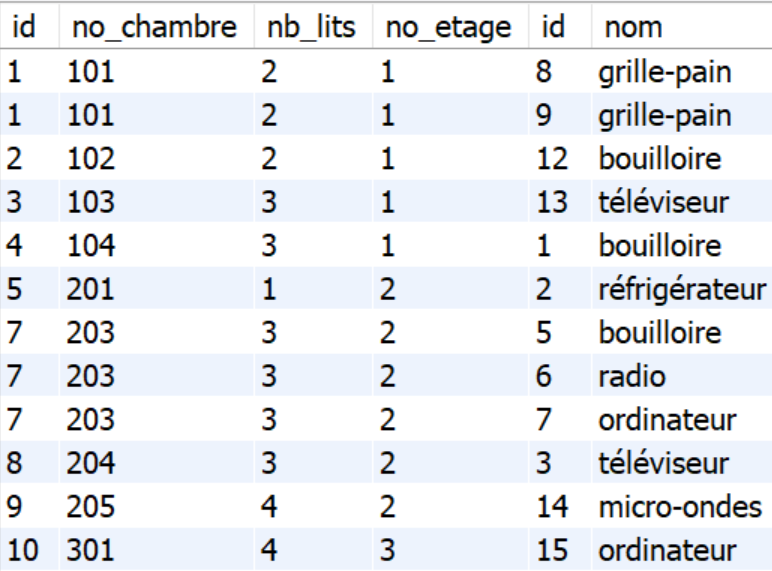 id no_chambre nb_lits no_etage id nom
1 101 2 1 8 grille-pain
1 101 2 1 9 grille-pain
2 102 2 1 12 bouilloire
3 103 3 1 13 téléviseur
4 104 3 1 1 bouilloire
5 201 1 2 2 réfrigérateur
7 203 3 2 5 bouilloire
7 203 3 2 6 radio
7 203 3 2 7 ordinateur
8 204 3 2 3 téléviseur
9 205 4 2 14 micro-ondes
10 301 4 3 15 ordinateur